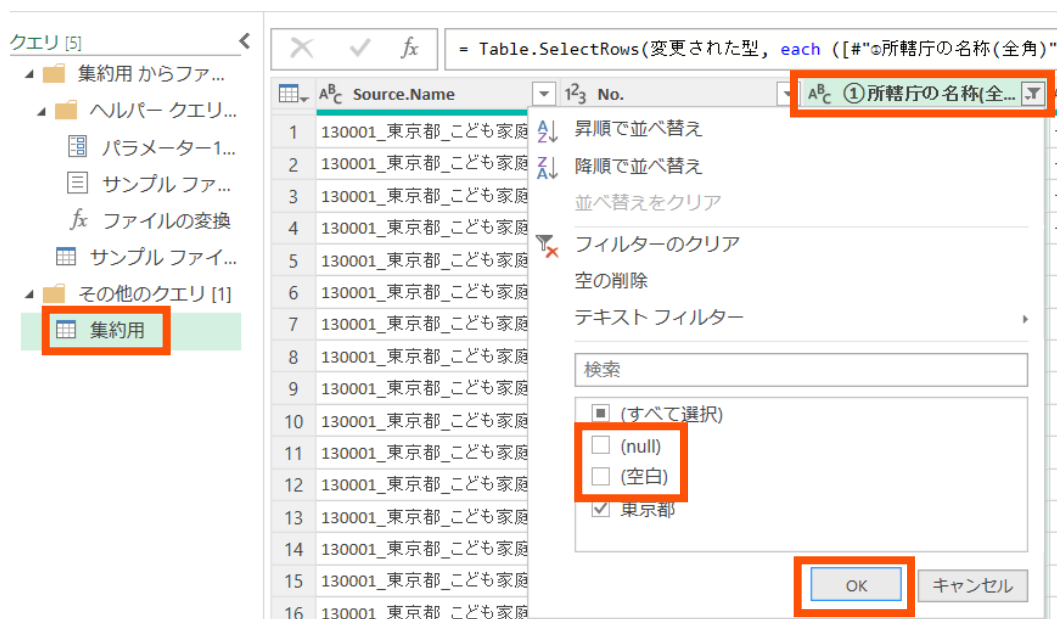 クエリ [5]
集約用 からファ...
ヘルパー クエリ...
パラメーター1...
サンプル ファ...
fx ファイルの変換
サンプル ファイ...
その他のクエリ [1]
集約用
fx = Table.SelectRows(変更された型, each ([#"①所轄庁の名称(全角)"
ABC Source.Name 123 No. ABC ①所轄庁の名称(全...
1 130001_東京都_こども家庭
2 130001_東京都_こども家庭
3 130001_東京都_こども家庭
4 130001_東京都_こども家庭
5 130001_東京都_こども家庭
6 130001_東京都_こども家庭
7 130001_東京都_こども家庭
8 130001_東京都_こども家庭
9 130001_東京都_こども家庭
10 130001_東京都_こども家庭
11 130001_東京都_こども家庭
12 130001_東京都_こども家庭
13 130001_東京都_こども家庭
14 130001_東京都_こども家庭
15 130001_東京都_こども家庭
16 130001_東京都_こども家庭
昇順で並べ替え
降順で並べ替え
並べ替えをクリア
フィルターのクリア
空の削除
テキスト フィルター
検索
(すべて選択)
(null)
(空白)
東京都
OK キャンセル